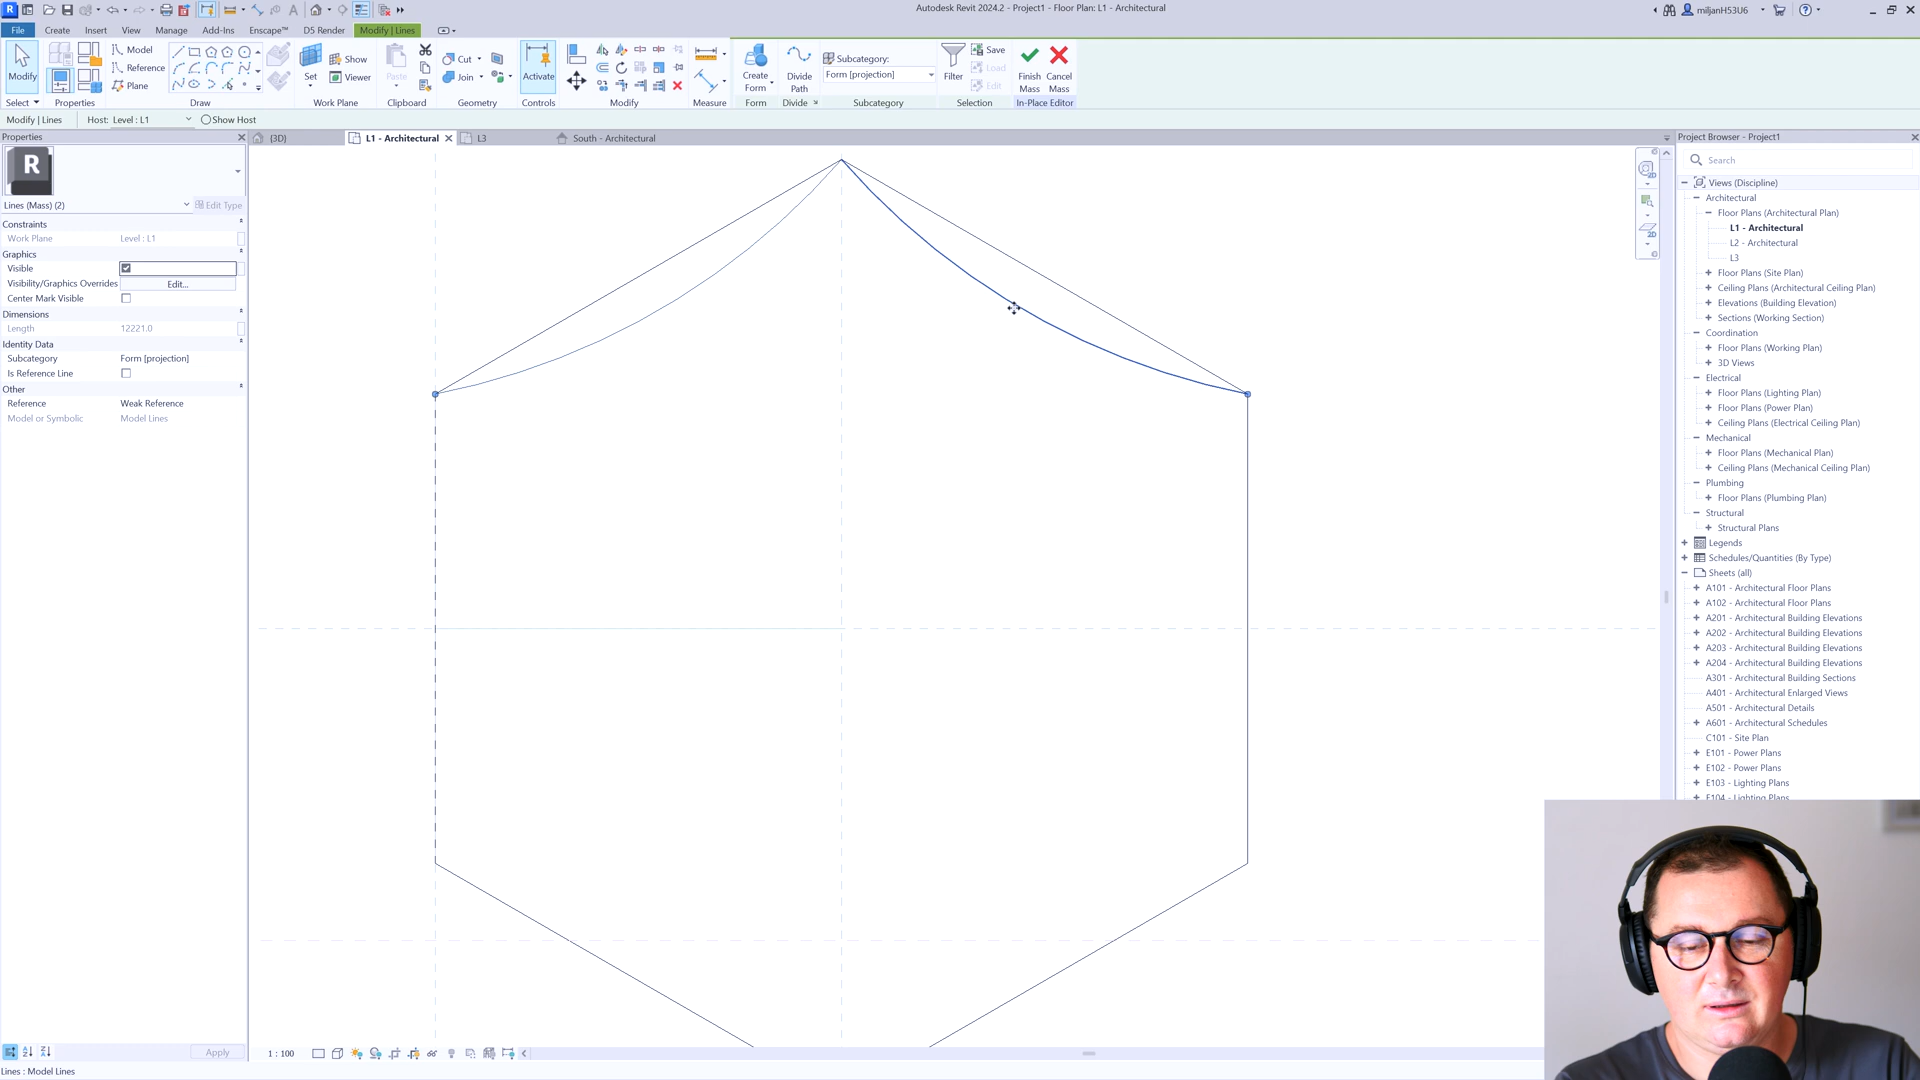 Autodesk Revit 2024.2 - Project1 - Floor Plan: L1 - Architectural
miljanH53U6
File
Create
Insert
View
Manage
Add-Ins
Enscape™
D5 Render
Modify | Lines
Modify
Model
Reference
Plane
Set
Show
Viewer
Paste
Cut
Join
Activate
Create
Form
Divide
Path
Subcategory:
Form [projection]
Filter
Save
Load
Edit
Finish
Mass
Cancel
Mass
Select
Properties
Draw
Work Plane
Clipboard
Geometry
Controls
Modify
Measure
Form
Divide
Subcategory
Selection
In-Place Editor
Modify | Lines
Host: Level : L1
Show Host
Properties
{3D}
L1 - Architectural
L3
South - Architectural
Project Browser - Project1
R
Search
Lines (Mass) (2)
Edit Type
Constraints
Work Plane
Level : L1
Graphics
Visible
Visibility/Graphics Overrides
Edit...
Center Mark Visible
Dimensions
Length
12221.0
Identity Data
Subcategory
Form [projection]
Is Reference Line
Other
Reference
Weak Reference
Model or Symbolic
Model Lines
Views (Discipline)
Architectural
Floor Plans (Architectural Plan)
L1 - Architectural
L2 - Architectural
L3
Floor Plans (Site Plan)
Ceiling Plans (Architectural Ceiling Plan)
Elevations (Building Elevation)
Sections (Working Section)
Coordination
Floor Plans (Working Plan)
3D Views
Electrical
Floor Plans (Lighting Plan)
Floor Plans (Power Plan)
Ceiling Plans (Electrical Ceiling Plan)
Mechanical
Floor Plans (Mechanical Plan)
Ceiling Plans (Mechanical Ceiling Plan)
Plumbing
Floor Plans (Plumbing Plan)
Structural
Structural Plans
Legends
Schedules/Quantities (By Type)
Sheets (all)
A101 - Architectural Floor Plans
A102 - Architectural Floor Plans
A201 - Architectural Building Elevations
A202 - Architectural Building Elevations
A203 - Architectural Building Elevations
A204 - Architectural Building Elevations
A301 - Architectural Building Sections
A401 - Architectural Enlarged Views
A501 - Architectural Details
A601 - Architectural Schedules
C101 - Site Plan
E101 - Power Plans
E102 - Power Plans
E103 - Lighting Plans
E104 - Lighting Plans
Apply
1 : 100
Lines : Model Lines